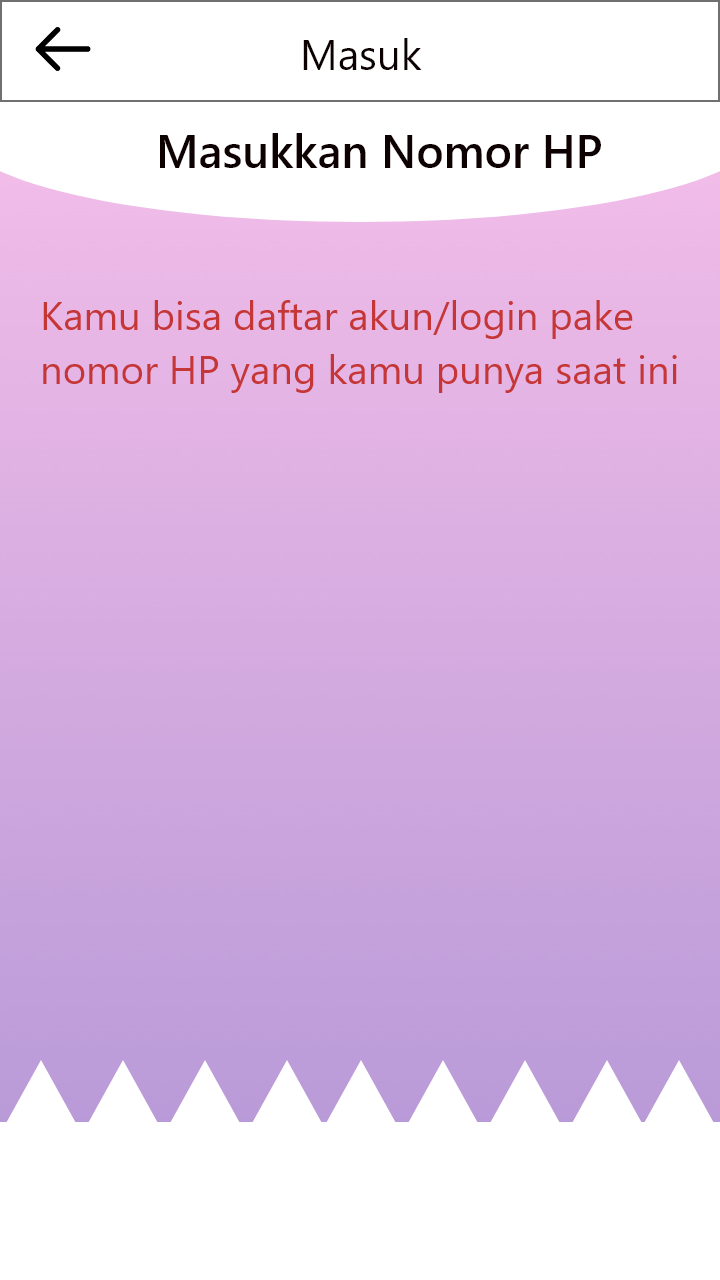 Masuk
Masukkan Nomor HP
Kamu bisa daftar akun/login pake
nomor HP yang kamu punya saat ini